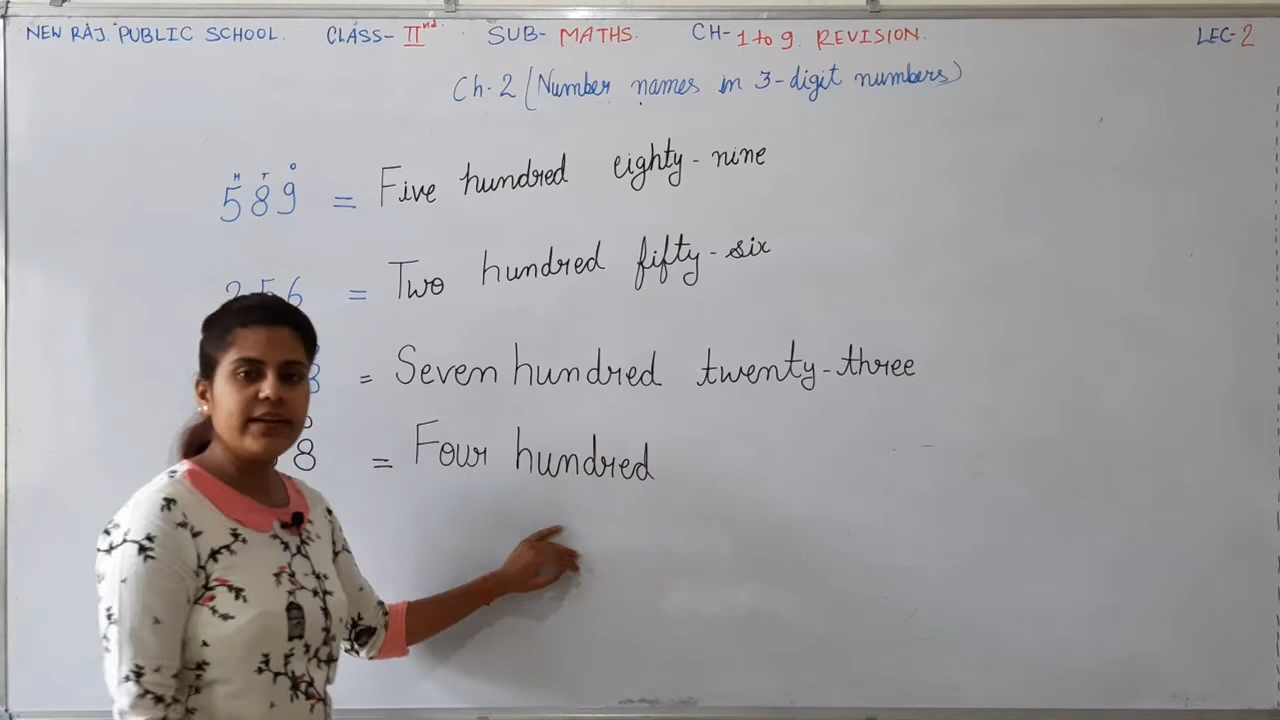 NEW RAJ. PUBLIC SCHOOL. CLASS- IInd. SUB- MATHS. CH- 1 to 9. REVISION. LEC-2
Ch. 2 (Number names in 3-digit numbers)
H T O
589 = Five hundred eighty-nine
256 = Two hundred fifty-six
3 = Seven hundred twenty-three
8 = Four hundred